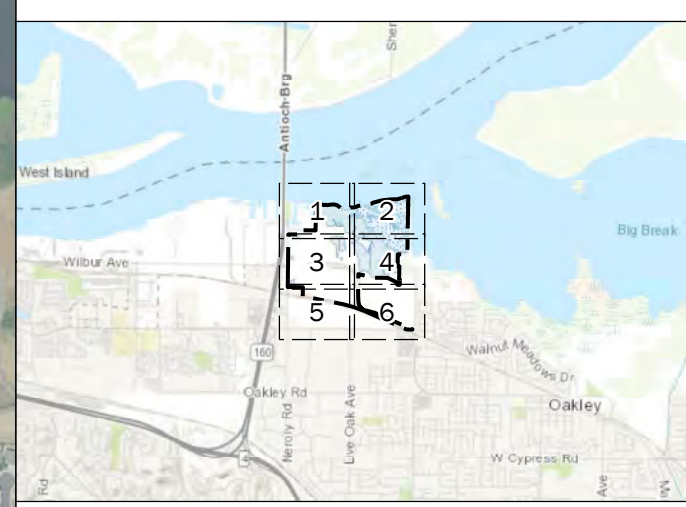 Sher
Antioch Brg
West Island
1
2
Big Break
Wilbur Ave
3
4
5
6
160
Walnut Meadows Dr
Oakley Rd
Oakley
Neroly Rd
Live Oak Ave
4
W Cypress Rd
Rd
Ave
Ma